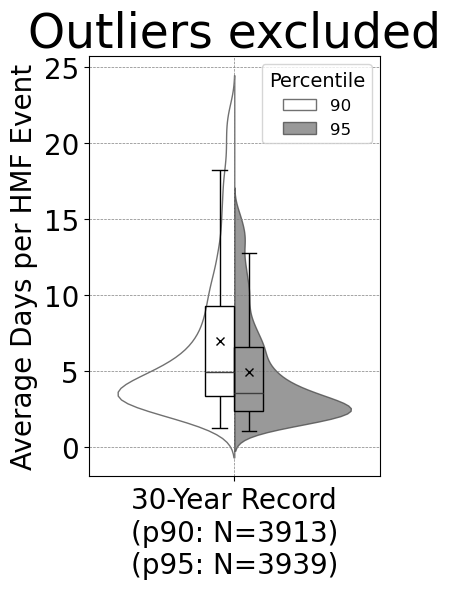 Outliers excluded
Average Days per HMF Event
25
20
15
10
5
0
Percentile
90
95
30-Year Record
(p90: N=3913)
(p95: N=3939)